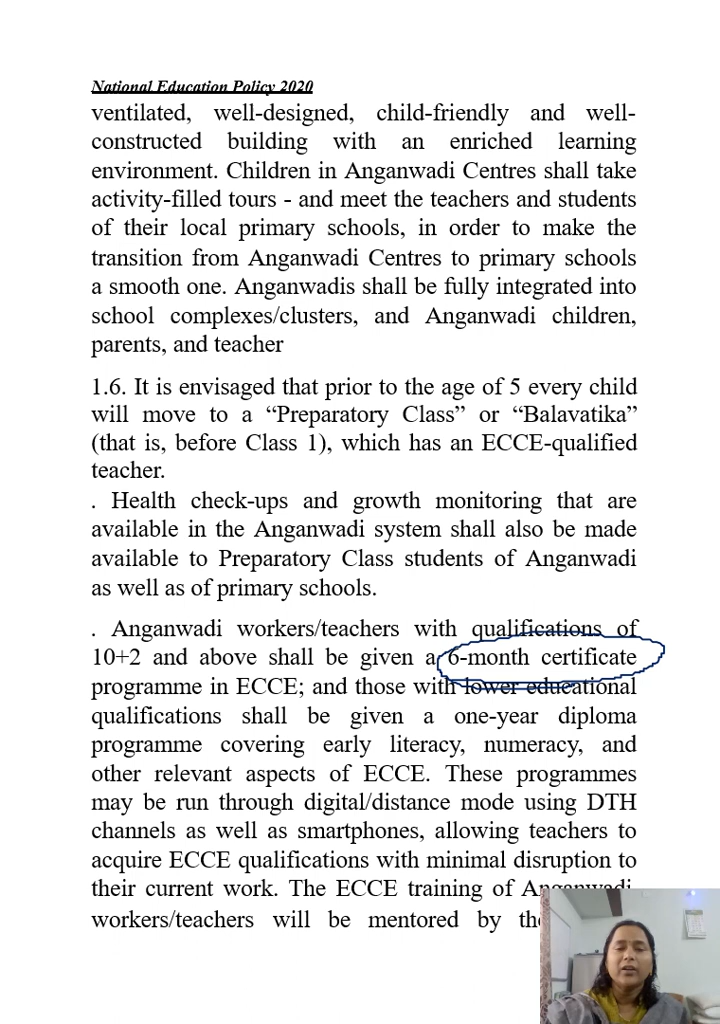 National Education Policy 2020
ventilated, well-designed, child-friendly and well-
constructed building with an enriched learning
environment. Children in Anganwadi Centres shall take
activity-filled tours - and meet the teachers and students
of their local primary schools, in order to make the
transition from Anganwadi Centres to primary schools
a smooth one. Anganwadis shall be fully integrated into
school complexes/clusters, and Anganwadi children,
parents, and teacher
1.6. It is envisaged that prior to the age of 5 every child
will move to a “Preparatory Class” or “Balavatika”
(that is, before Class 1), which has an ECCE-qualified
teacher.
. Health check-ups and growth monitoring that are
available in the Anganwadi system shall also be made
available to Preparatory Class students of Anganwadi
as well as of primary schools.
. Anganwadi workers/teachers with qualifications of
10+2 and above shall be given a 6-month certificate
programme in ECCE; and those with lower educational
qualifications shall be given a one-year diploma
programme covering early literacy, numeracy, and
other relevant aspects of ECCE. These programmes
may be run through digital/distance mode using DTH
channels as well as smartphones, allowing teachers to
acquire ECCE qualifications with minimal disruption to
their current work. The ECCE training of Anganwadi
workers/teachers will be mentored by the